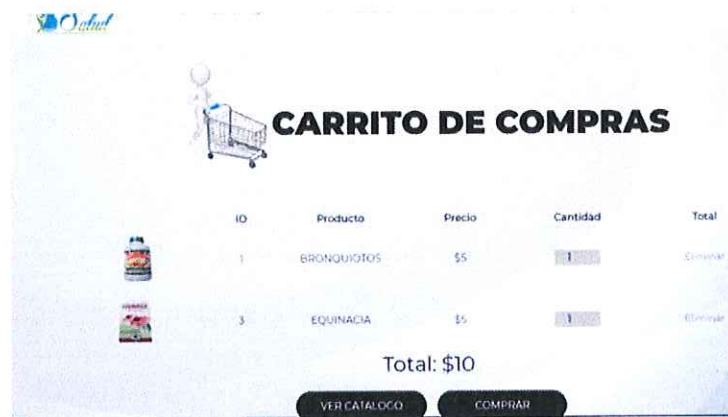 Salud
CARRITO DE COMPRAS
ID Producto Precio Cantidad Total
1 BRONQUIOTOS $5 1 Eliminar
3 EQUINACIA $5 1 Eliminar
Total: $10
VER CATALOGO COMPRAR